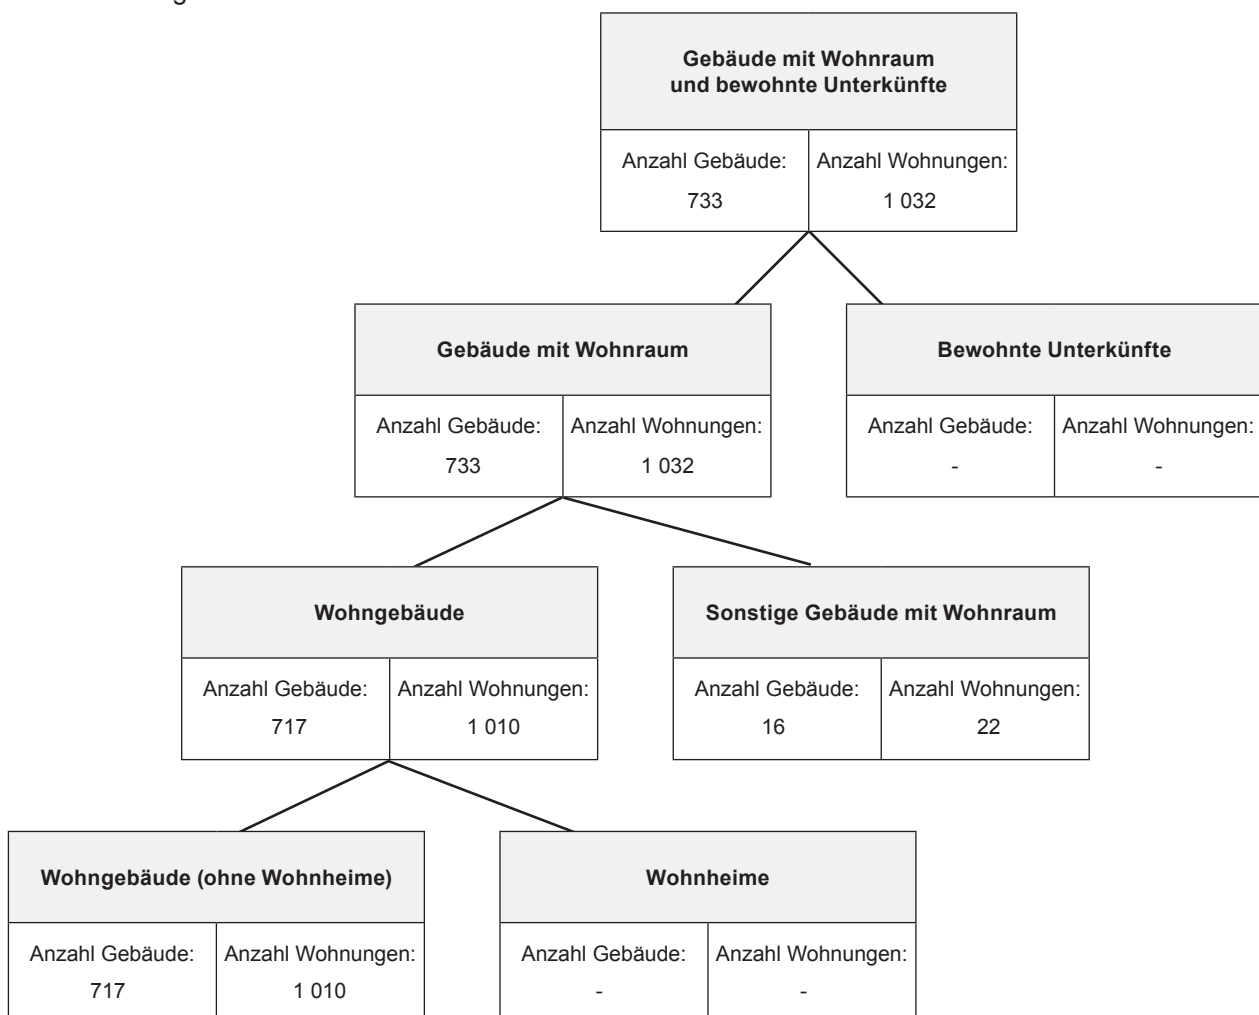 Gebäude mit Wohnraum
und bewohnte Unterkünfte
Anzahl Gebäude: Anzahl Wohnungen:
733 1 032
Gebäude mit Wohnraum
Anzahl Gebäude: Anzahl Wohnungen:
733 1 032
Bewohnte Unterkünfte
Anzahl Gebäude: Anzahl Wohnungen:
- -
Wohngebäude
Anzahl Gebäude: Anzahl Wohnungen:
717 1 010
Sonstige Gebäude mit Wohnraum
Anzahl Gebäude: Anzahl Wohnungen:
16 22
Wohngebäude (ohne Wohnheime)
Anzahl Gebäude: Anzahl Wohnungen:
717 1 010
Wohnheime
Anzahl Gebäude: Anzahl Wohnungen:
- -